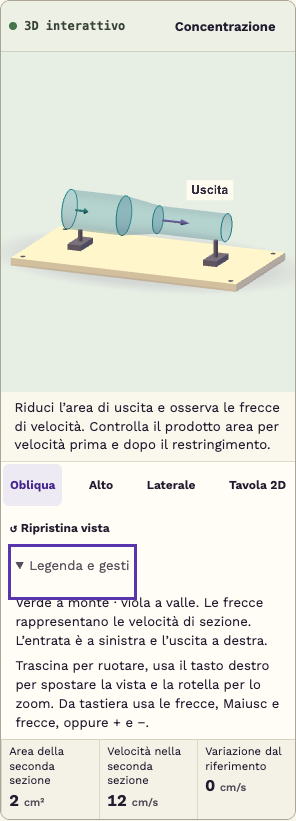 3D interattivo
Concentrazione
Uscita
Riduci l’area di uscita e osserva le frecce
di velocità. Controlla il prodotto area per
velocità prima e dopo il restringimento.
Obliqua
Alto
Laterale
Tavola 2D
↺ Ripristina vista
▼ Legenda e gesti
Verde a monte · viola a valle. Le frecce
rappresentano le velocità di sezione.
L’entrata è a sinistra e l’uscita a destra.
Trascina per ruotare, usa il tasto destro
per spostare la vista e la rotella per lo
zoom. Da tastiera usa le frecce, Maiusc e
frecce, oppure + e −.
Area della
seconda
sezione
2 cm²
Velocità nella
seconda
sezione
12 cm/s
Variazione dal
riferimento
0 cm/s